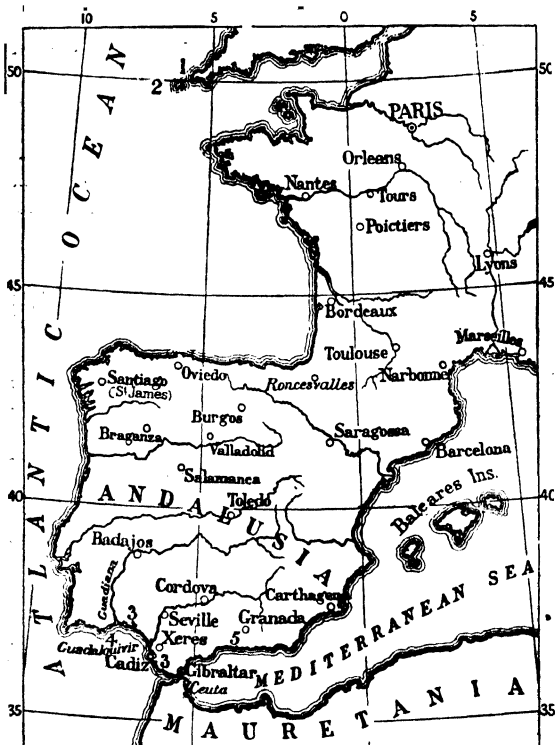 10 5 0 5
50 50
1
2
ATLANTIC OCEAN
PARIS
Orleans
Nantes
Tours
Poictiers
Lyons
45 45
Bordeaux
Marseilles
Toulouse
Narbonne
Oviedo
Roncesvalles
Santiago
(St James)
Burgos
Braganza
Valladolid
Saragossa
Barcelona
Salamanca
40 40
ANDALUSIA
Toledo
Baleares Ins.
Badajos
Guadiana
Cordova
Carthagena
Seville
Granada
3
4
5
Xeres
Guadalquivir
Cadiz
3
Gibraltar
Ceuta
MEDITERRANEAN SEA
35 35
MAURETANIA